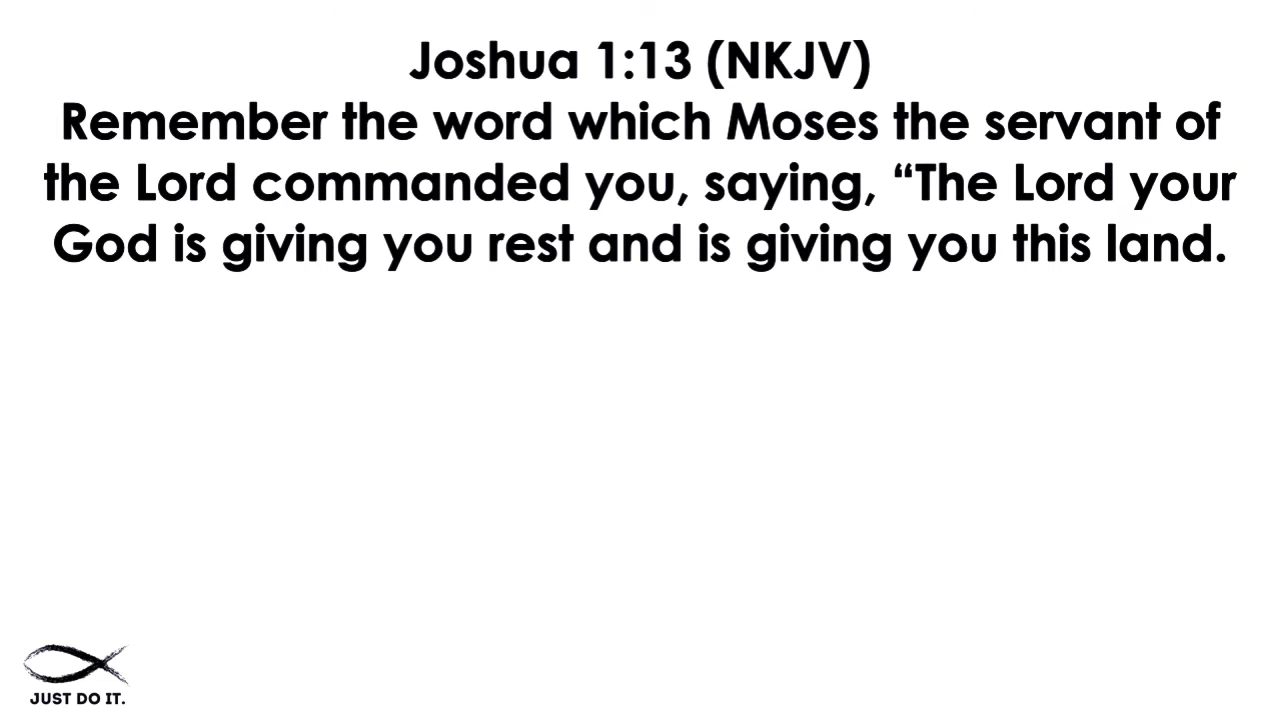 Joshua 1:13 (NKJV)
Remember the word which Moses the servant of
the Lord commanded you, saying, “The Lord your
God is giving you rest and is giving you this land.
JUST DO IT.